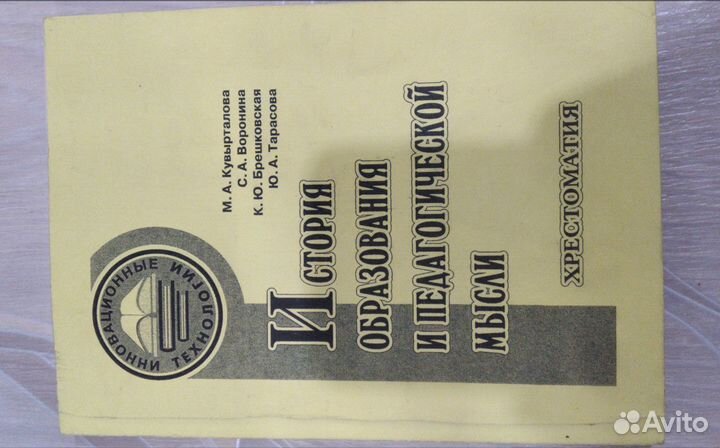 М. А. Кувырталова
С. А. Воронина
К. Ю. Брешковская
Ю. А. Тарасова
ИННОВАЦИОННЫЕ
ТЕХНОЛОГИИ
ИСТОРИЯ
ОБРАЗОВАНИЯ
И ПЕДАГОГИЧЕСКОЙ
МЫСЛИ
ХРЕСТОМАТИЯ
Avito